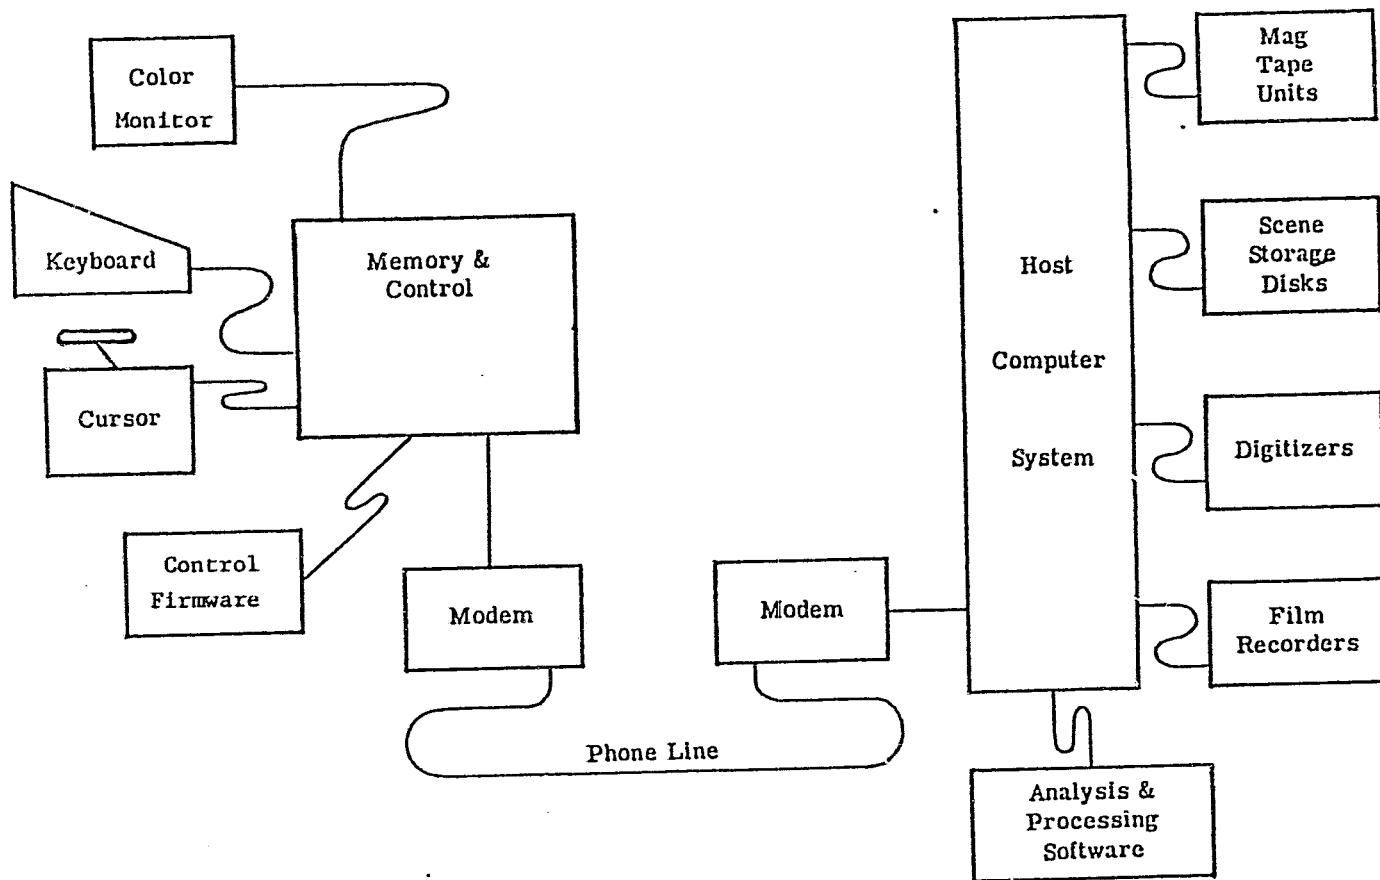 Color
Monitor
Keyboard
Cursor
Memory &
Control
Control
Firmware
Modem
Phone Line
Modem
Host
Computer
System
Mag
Tape
Units
Scene
Storage
Disks
Digitizers
Film
Recorders
Analysis &
Processing
Software